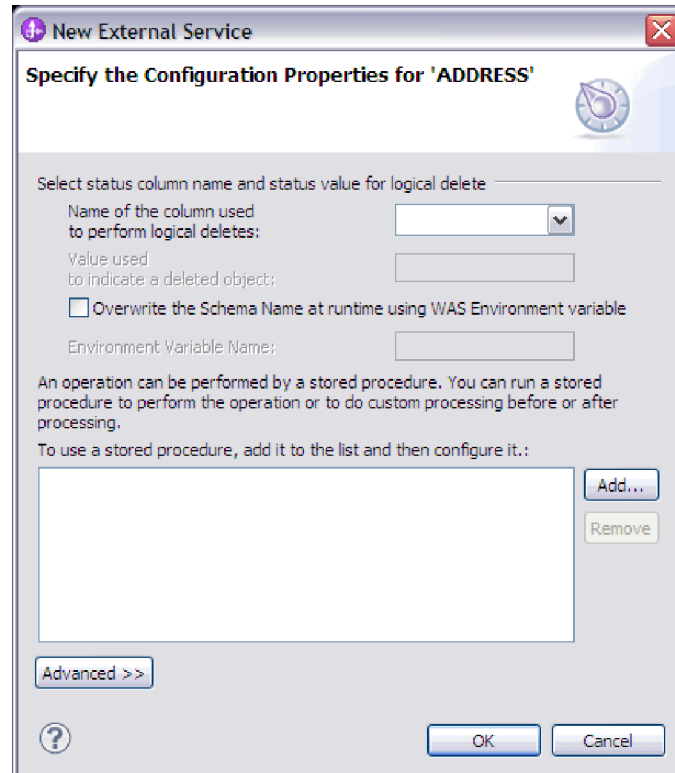 New External Service
Specify the Configuration Properties for 'ADDRESS'
Select status column name and status value for logical delete
Name of the column used
to perform logical deletes:
Value used
to indicate a deleted object:
Overwrite the Schema Name at runtime using WAS Environment variable
Environment Variable Name:
An operation can be performed by a stored procedure. You can run a stored
procedure to perform the operation or to do custom processing before or after
processing.
To use a stored procedure, add it to the list and then configure it.:
Add...
Remove
Advanced >>
?
OK
Cancel